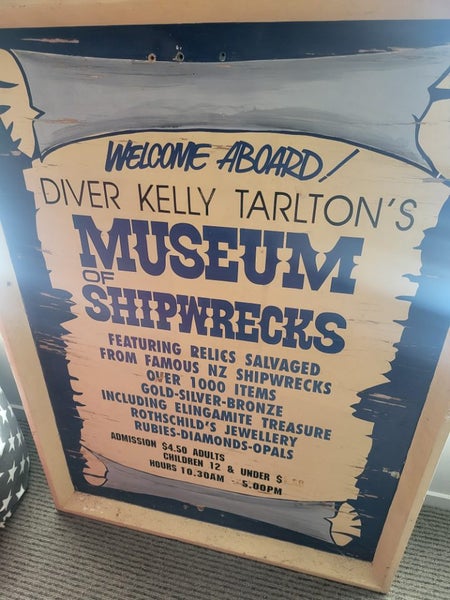 WELCOME ABOARD!
DIVER KELLY TARLTON'S
MUSEUM
OF
SHIPWRECKS
FEATURING RELICS SALVAGED
FROM FAMOUS NZ SHIPWRECKS
OVER 1000 ITEMS
GOLD-SILVER-BRONZE
INCLUDING ELINGAMITE TREASURE
ROTHSCHILD'S JEWELLERY
RUBIES-DIAMONDS-OPALS
ADMISSION $4.50 ADULTS
CHILDREN 12 & UNDER $
HOURS 10.30AM - 5.00PM